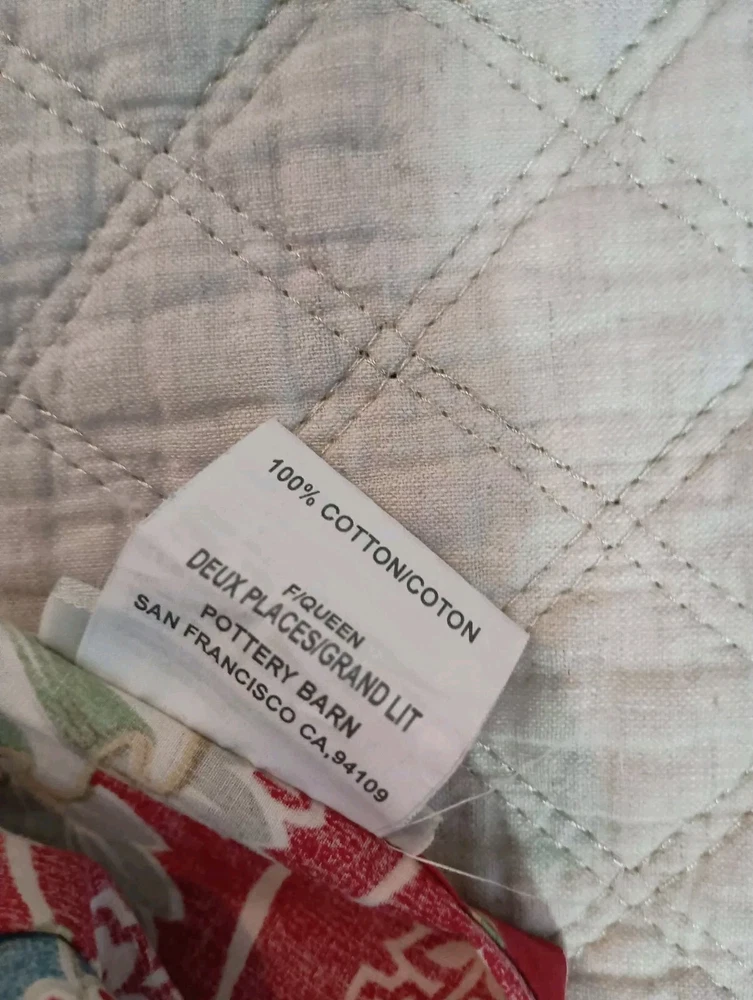 100% COTTON/COTON
F/QUEEN
DEUX PLACES/GRAND LIT
POTTERY BARN
SAN FRANCISCO CA,94109